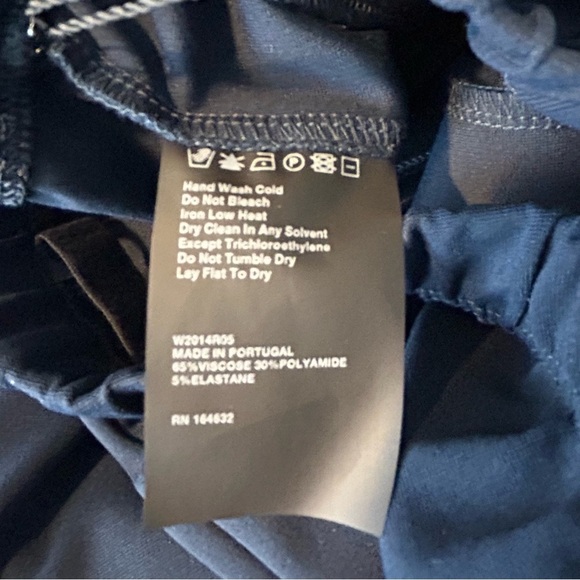 Hand Wash Cold
Do Not Bleach
Iron Low Heat
Dry Clean In Any Solvent
Except Trichloroethylene
Do Not Tumble Dry
Lay Flat To Dry
W2014R05
MADE IN PORTUGAL
65%VISCOSE 30%POLYAMIDE
5%ELASTANE
RN 164632